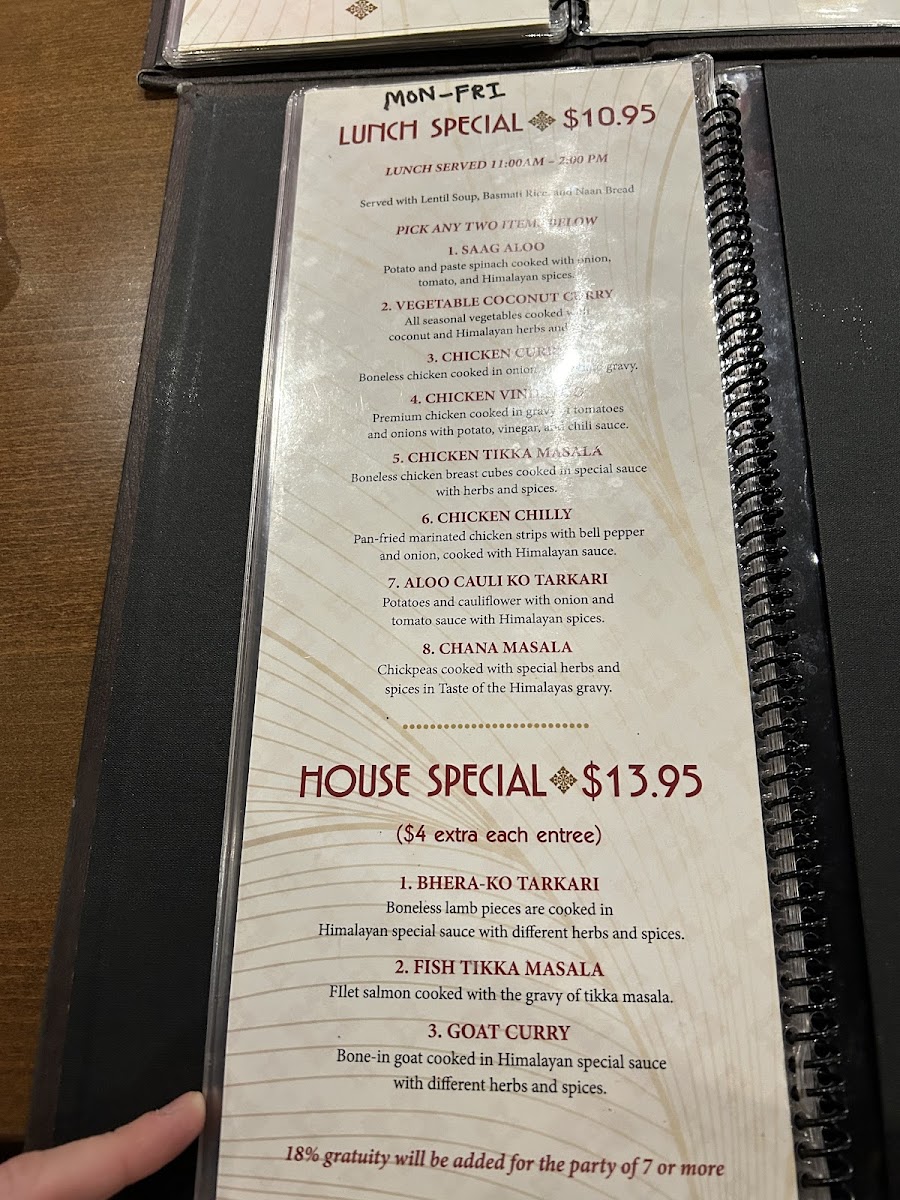 MON-FRI
LUNCH SPECIAL $10.95
LUNCH SERVED 11:00AM – 2:00 PM
Served with Lentil Soup, Basmati Rice, and Naan Bread
PICK ANY TWO ITEMS BELOW
1. SAAG ALOO
Potato and paste spinach cooked with onion,
tomato, and Himalayan spices.
2. VEGETABLE COCONUT CURRY
All seasonal vegetables cooked
coconut and Himalayan herbs and
3. CHICKEN CURRY
Boneless chicken cooked in onion gravy.
4. CHICKEN VINDALOO
Premium chicken cooked in gravy of tomatoes
and onions with potato, vinegar, and chili sauce.
5. CHICKEN TIKKA MASALÁ
Boneless chicken breast cubes cooked in special sauce
with herbs and spices.
6. CHICKEN CHILLY
Pan-fried marinated chicken strips with bell pepper
and onion, cooked with Himalayan sauce.
7. ALOO CAULI KO TARKARI
Potatoes and cauliflower with onion and
tomato sauce with Himalayan spices.
8. CHANA MASALA
Chickpeas cooked with special herbs and
spices in Taste of the Himalayas gravy.
HOUSE SPECIAL $13.95
($4 extra each entree)
1. BHERA-KO TARKARI
Boneless lamb pieces are cooked in
Himalayan special sauce with different herbs and spices.
2. FISH TIKKA MASALA
FIlet salmon cooked with the gravy of tikka masala.
3. GOAT CURRY
Bone-in goat cooked in Himalayan special sauce
with different herbs and spices.
18% gratuity will be added for the party of 7 or more